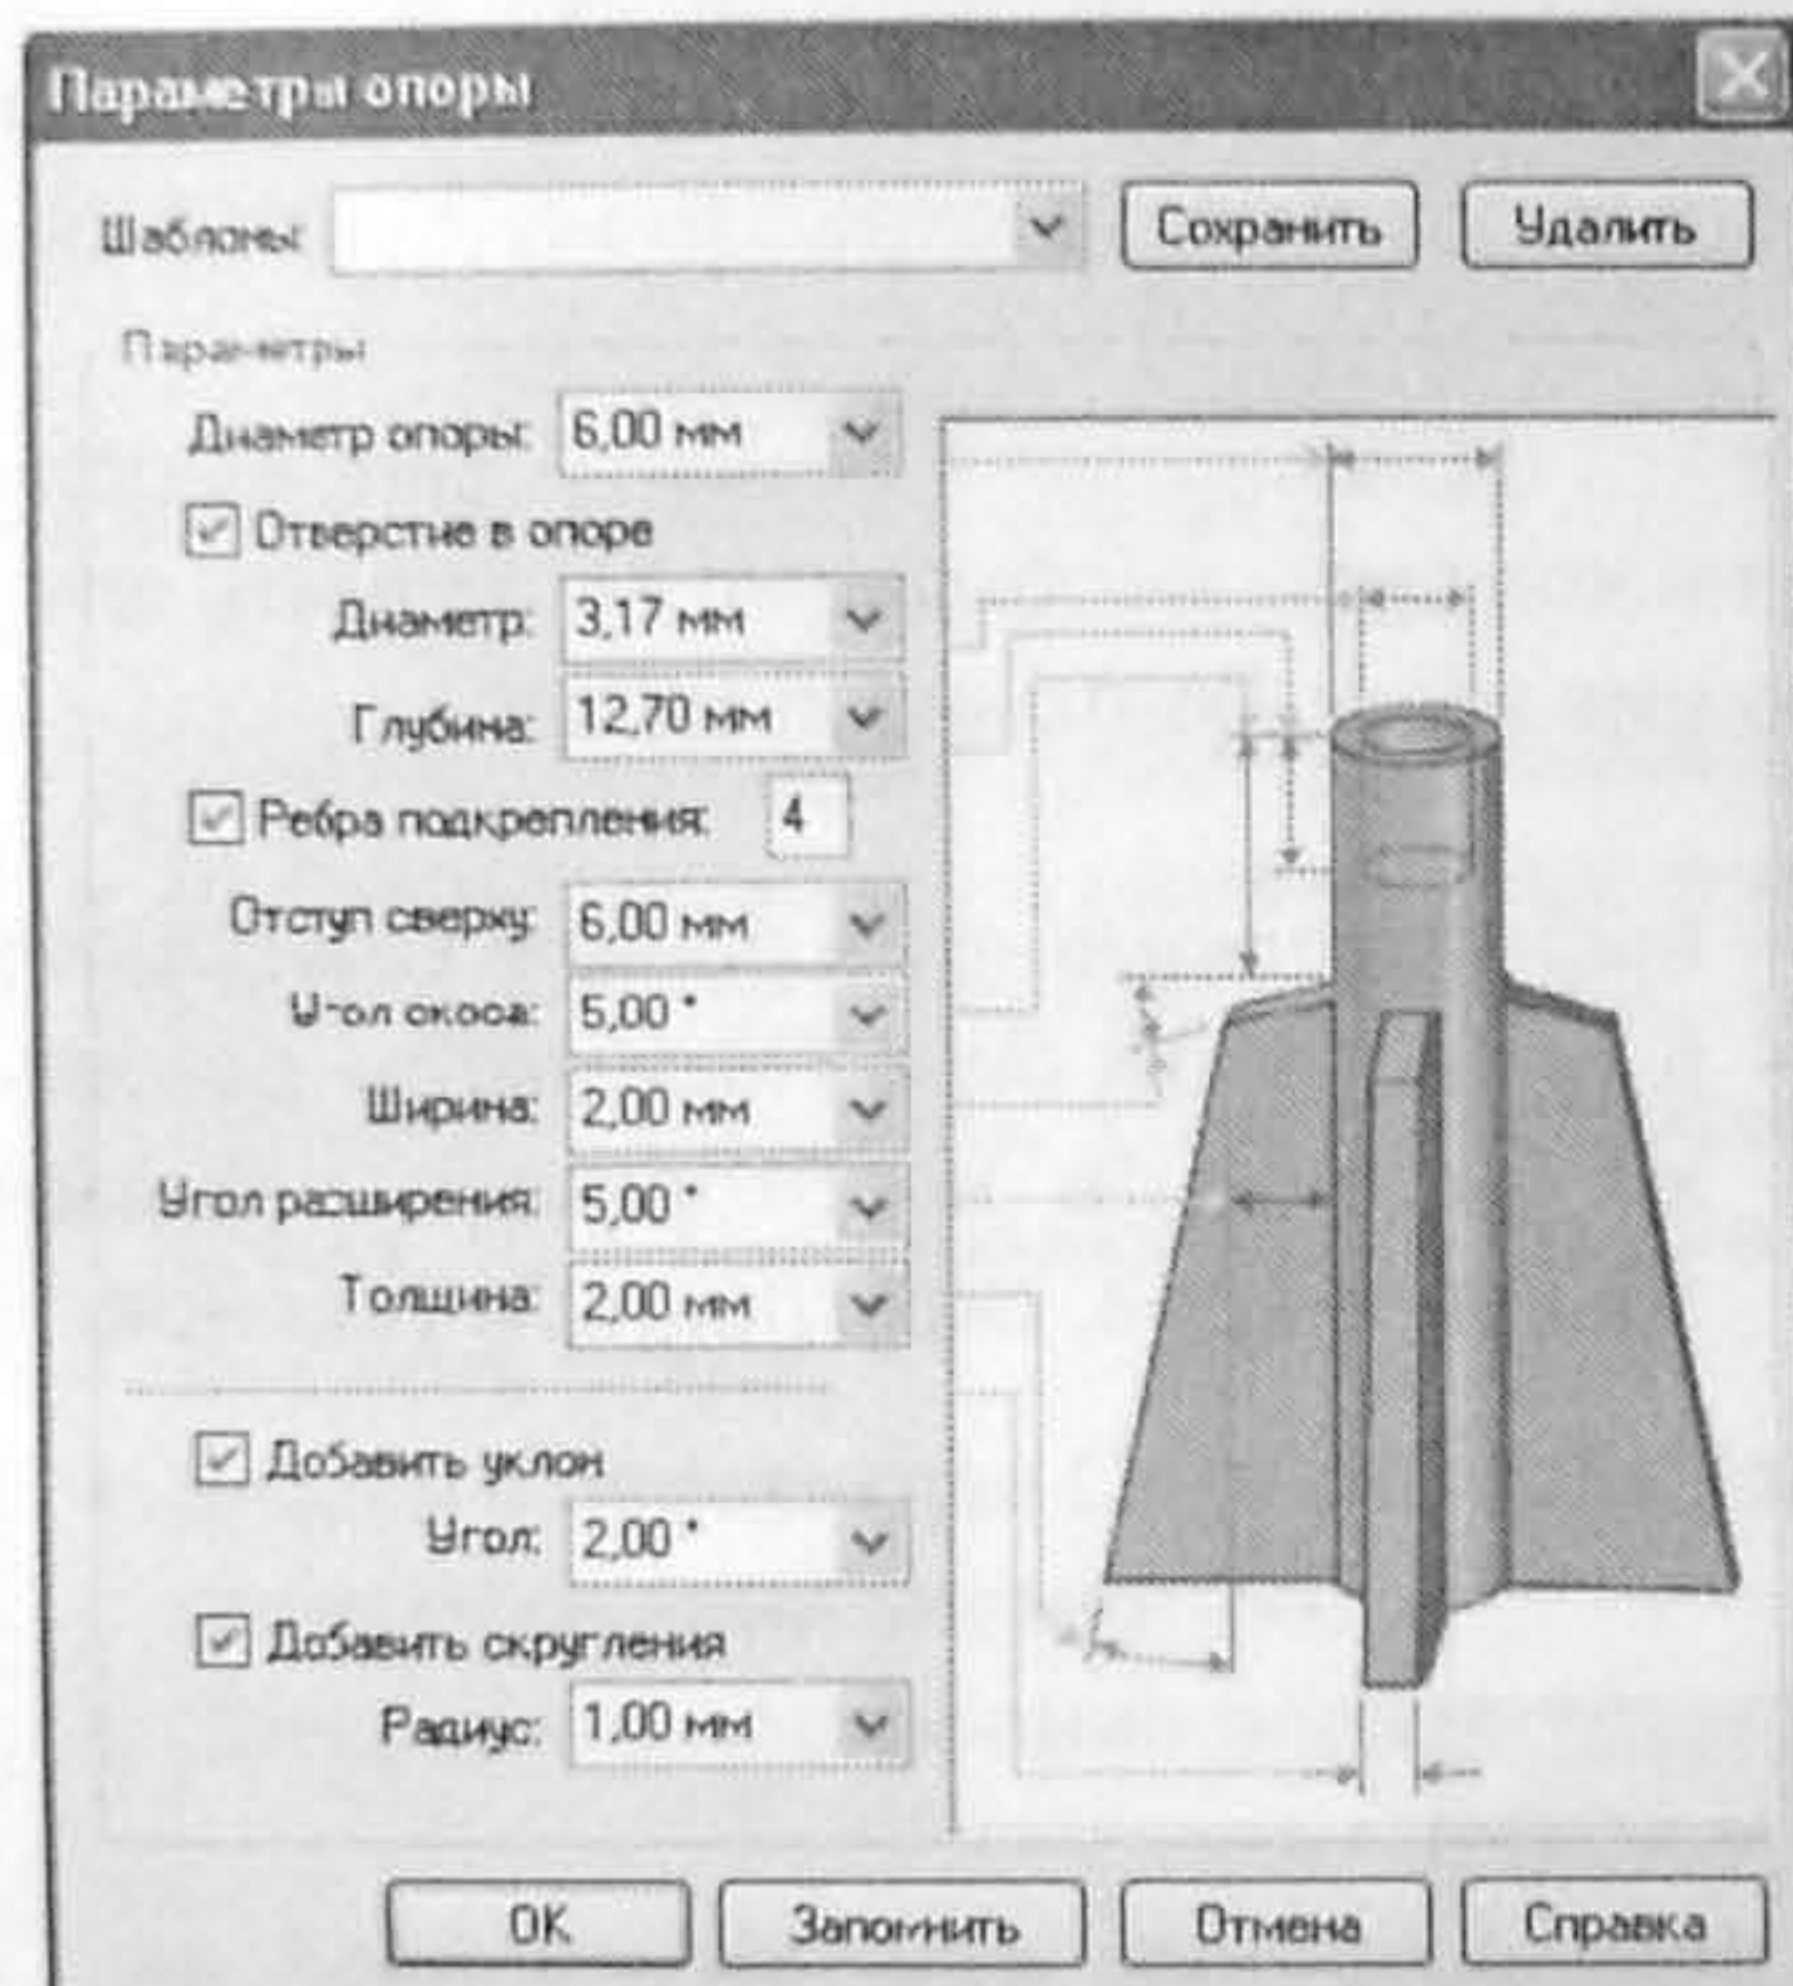 Параметры опоры
Шаблоны: Сохранить Удалить
Параметры
Диаметр опоры: 6,00 мм
Отверстие в опоре
Диаметр: 3,17 мм
Глубина: 12,70 мм
Ребра подкрепления: 4
Отступ сверху: 6,00 мм
Угол скоса: 5,00 °
Ширина: 2,00 мм
Угол расширения: 5,00 °
Толщина: 2,00 мм
Добавить уклон
Угол: 2,00 °
Добавить скругления
Радиус: 1,00 мм
OK Запомнить Отмена Справка